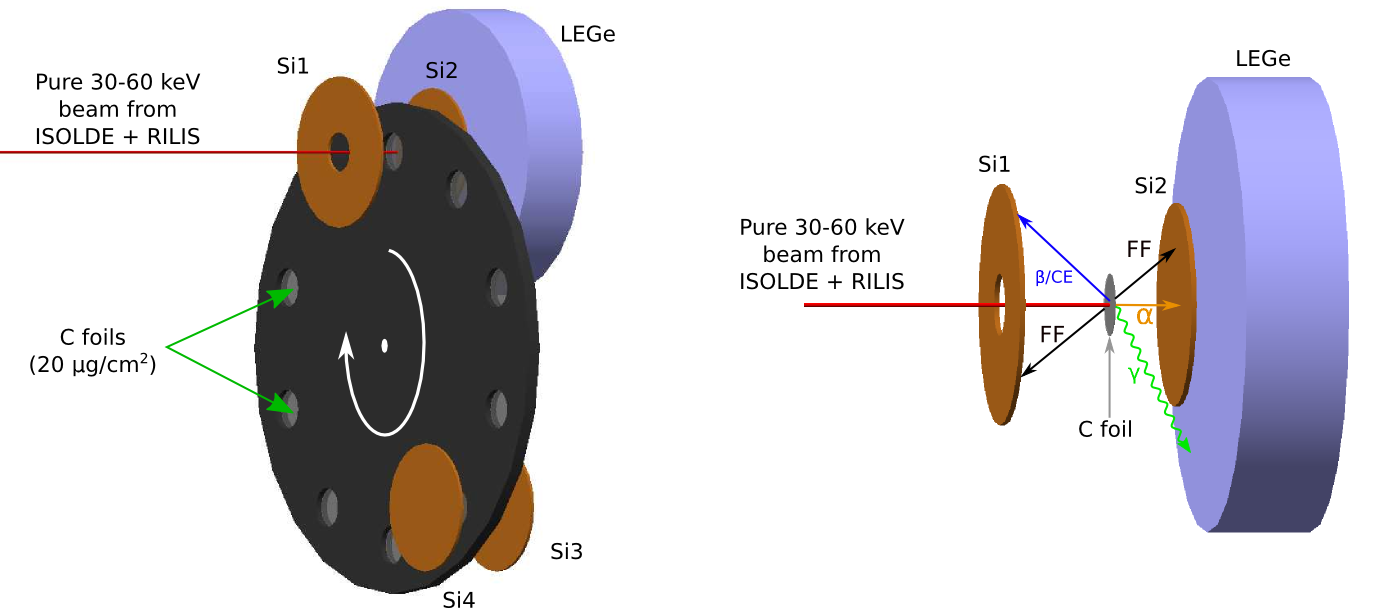 LEGe
Si1
Si2
Pure 30-60 keV
beam from
ISOLDE + RILIS
C foils
(20 μg/cm²)
Si3
Si4
LEGe
Si1
Si2
Pure 30-60 keV
beam from
ISOLDE + RILIS
FF
β/CE
α
FF
γ
C foil